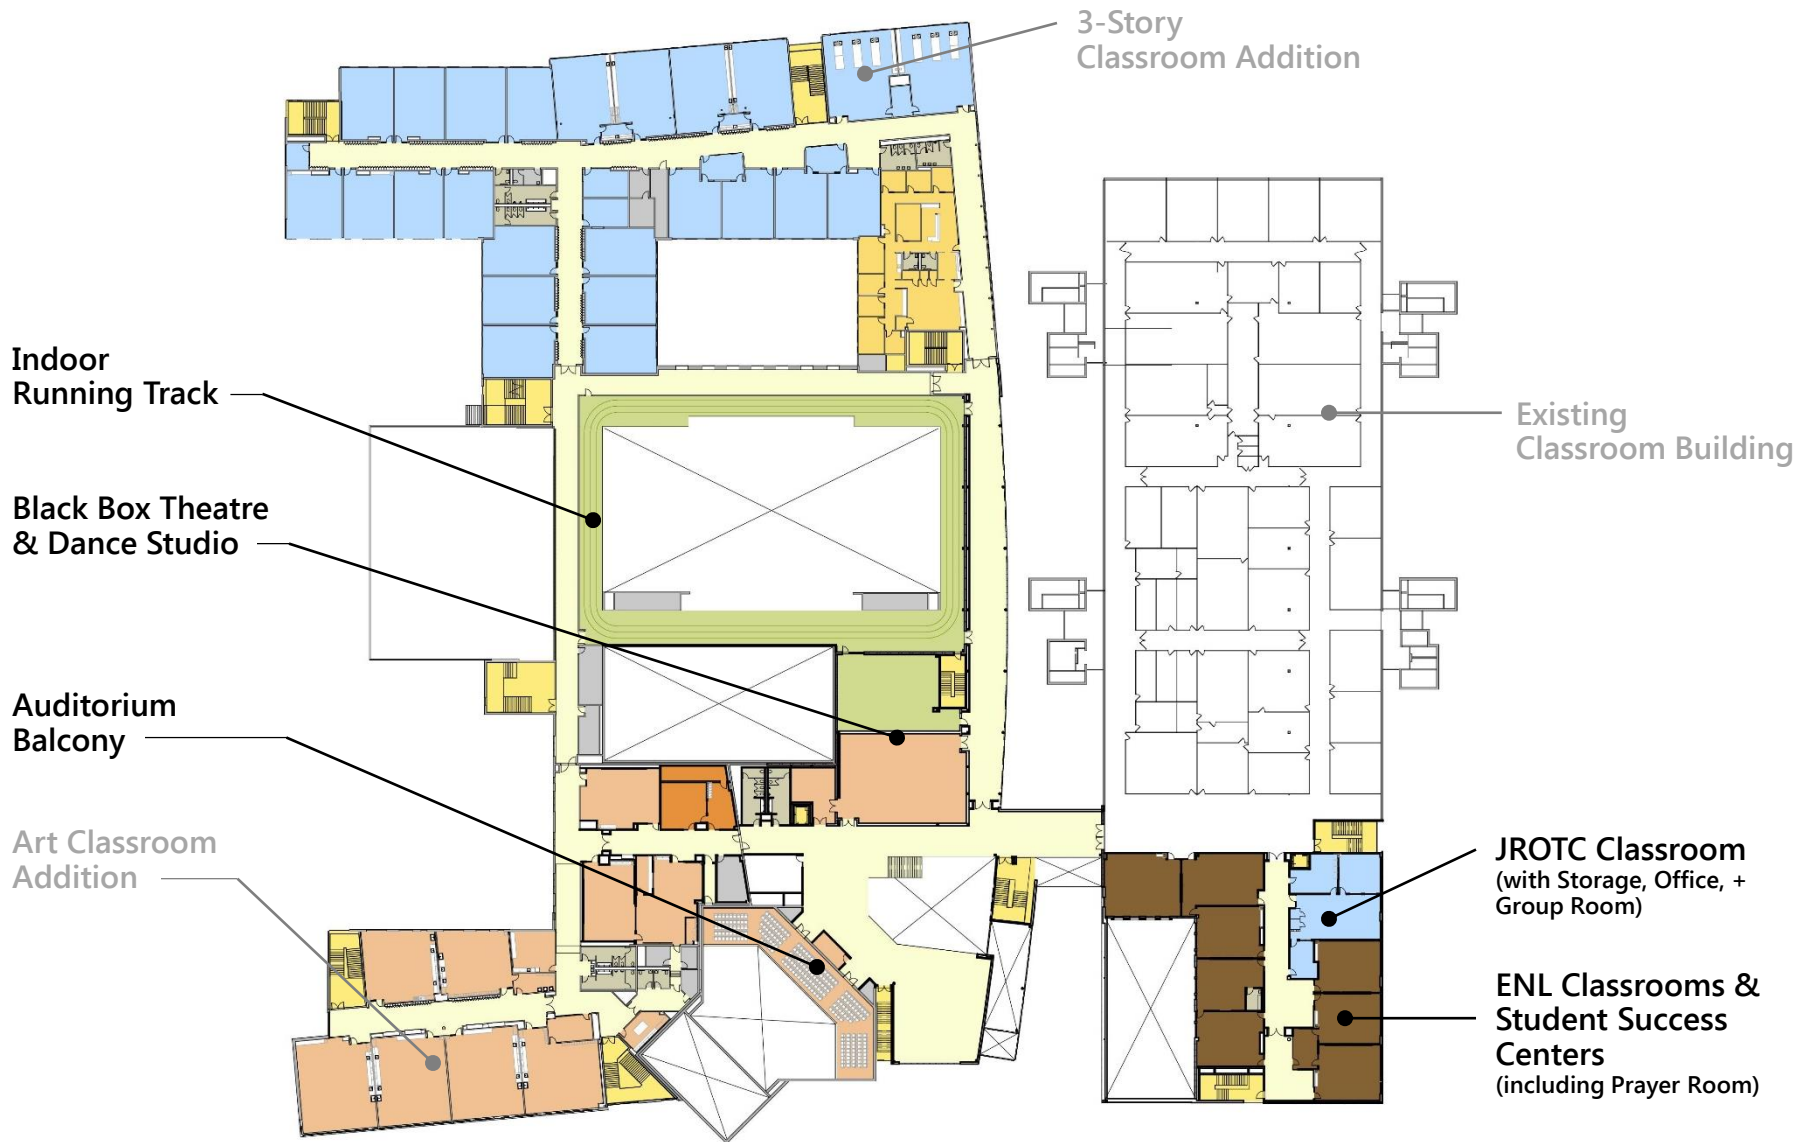 3-Story
Classroom Addition
Indoor
Running Track
Existing
Classroom Building
Black Box Theatre
& Dance Studio
Auditorium
Balcony
Art Classroom
Addition
JROTC Classroom
(with Storage, Office, +
Group Room)
ENL Classrooms &
Student Success
Centers
(including Prayer Room)